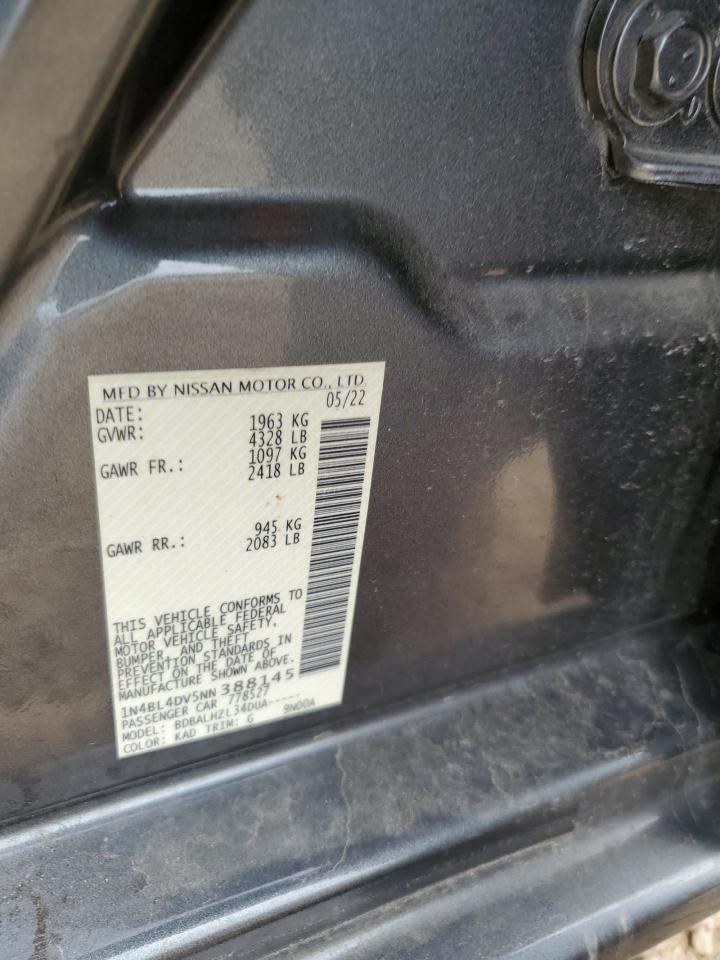 MFD BY NISSAN MOTOR CO., LTD.
DATE: 05/22
GVWR: 1963 KG
4328 LB
GAWR FR.: 1097 KG
2418 LB
GAWR RR.: 945 KG
2083 LB
THIS VEHICLE CONFORMS TO
ALL APPLICABLE FEDERAL
MOTOR VEHICLE SAFETY,
BUMPER, AND THEFT
PREVENTION STANDARDS IN
EFFECT ON THE DATE OF
MANUFACTURE SHOWN ABOVE.
1N4BL4DV5NN388145
PASSENGER CAR 778527
MODEL: BDBALHZL34DUA----- 9N00A
COLOR: KAD TRIM: G